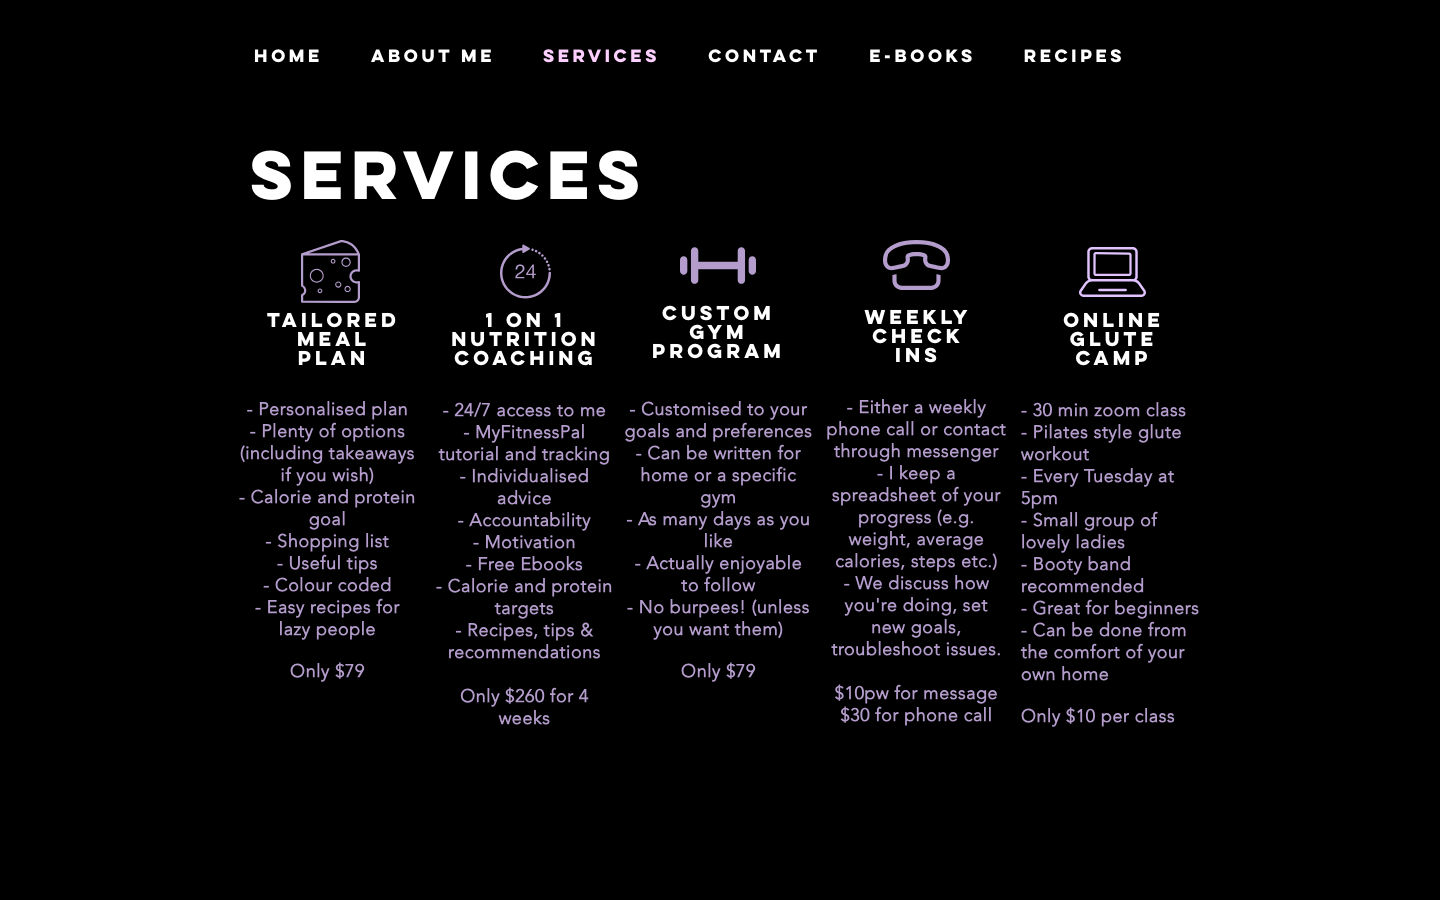 HOME
ABOUT ME
SERVICES
CONTACT
E-BOOKS
RECIPES
SERVICES
24
TAILORED
MEAL
PLAN
- Personalised plan
- Plenty of options
(including takeaways
if you wish)
- Calorie and protein
goal
- Shopping list
- Useful tips
- Colour coded
- Easy recipes for
lazy people
Only $79
1 ON 1
NUTRITION
COACHING
- 24/7 access to me
- MyFitnessPal
tutorial and tracking
- Individualised
advice
- Accountability
- Motivation
- Free Ebooks
- Calorie and protein
targets
- Recipes, tips &
recommendations
Only $260 for 4
weeks
CUSTOM
GYM
PROGRAM
- Customised to your
goals and preferences
- Can be written for
home or a specific
gym
- As many days as you
like
- Actually enjoyable
to follow
- No burpees! (unless
you want them)
Only $79
WEEKLY
CHECK
INS
- Either a weekly
phone call or contact
through messenger
- I keep a
spreadsheet of your
progress (e.g.
weight, average
calories, steps etc.)
- We discuss how
you're doing, set
new goals,
troubleshoot issues.
$10pw for message
$30 for phone call
ONLINE
GLUTE
CAMP
- 30 min zoom class
- Pilates style glute
workout
- Every Tuesday at
5pm
- Small group of
lovely ladies
- Booty band
recommended
- Great for beginners
- Can be done from
the comfort of your
own home
Only $10 per class